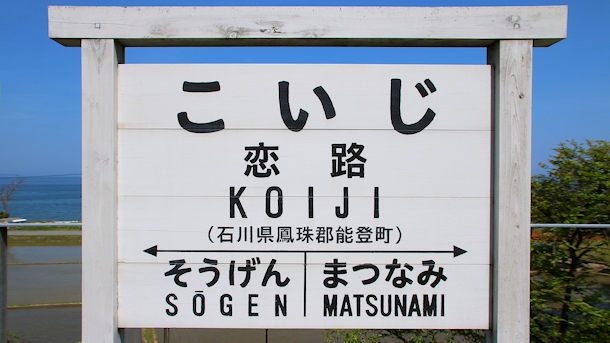 こいじ
恋路
KOIJI
（石川県鳳珠郡能登町）
そうげん まつなみ
SŌGEN MATSUNAMI